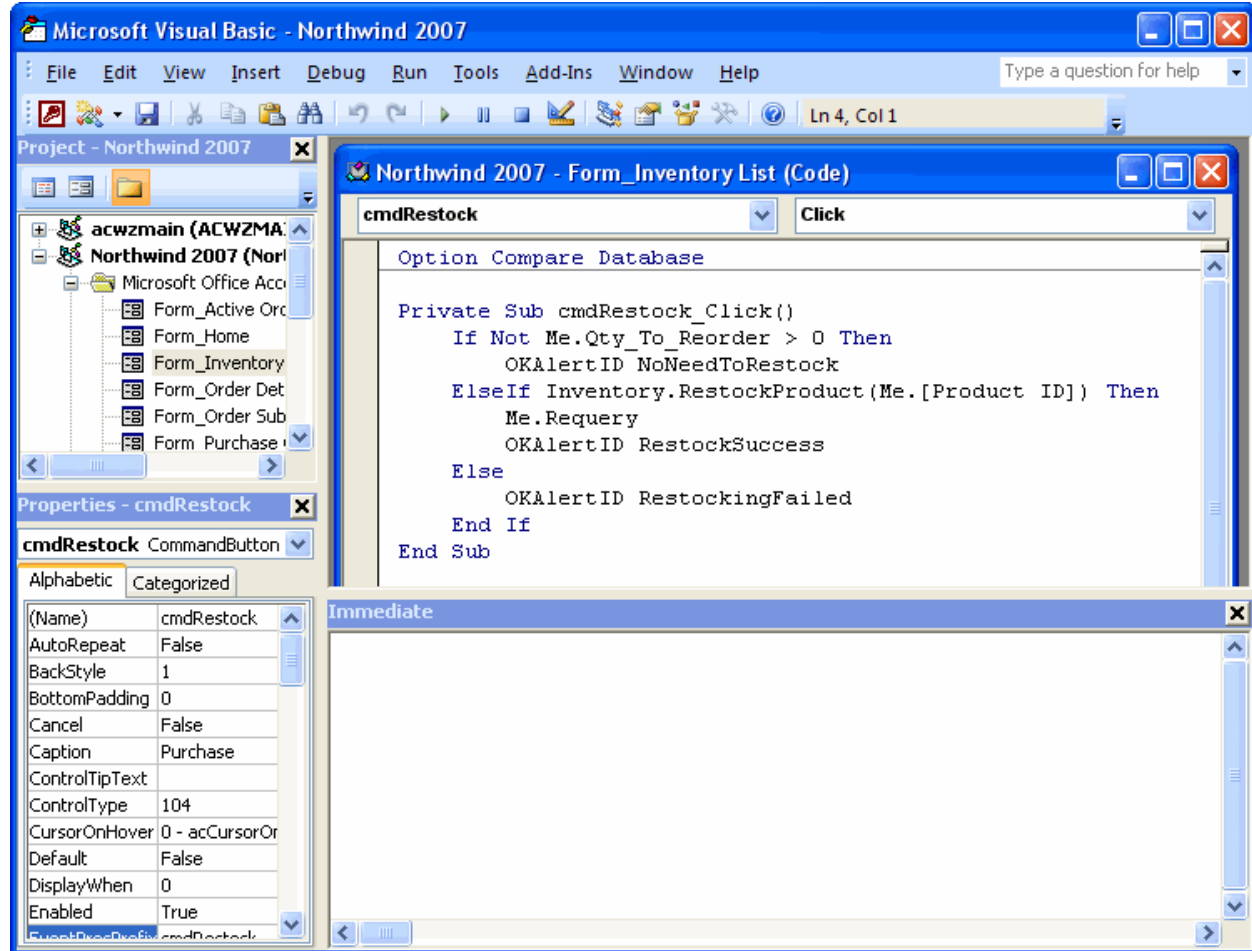 Microsoft Visual Basic - Northwind 2007
File Edit View Insert Debug Run Tools Add-Ins Window Help
Type a question for help
Ln 4, Col 1
Project - Northwind 2007
acwzmain (ACWZMA
Northwind 2007 (Nor
Microsoft Office Acc
Form_Active Ord
Form_Home
Form_Inventory
Form_Order Det
Form_Order Sub
Form_Purchase
Properties - cmdRestock
cmdRestock CommandButton
Alphabetic Categorized
(Name) cmdRestock
AutoRepeat False
BackStyle 1
BottomPadding 0
Cancel False
Caption Purchase
ControlTipText
ControlType 104
CursorOnHover 0 - acCursorOr
Default False
DisplayWhen 0
Enabled True
EventProcPrefix cmdRestock
Northwind 2007 - Form_Inventory List (Code)
cmdRestock Click
Option Compare Database
Private Sub cmdRestock_Click()
If Not Me.Qty_To_Reorder > 0 Then
OKAlertID NoNeedToRestock
ElseIf Inventory.RestockProduct(Me.[Product ID]) Then
Me.Requery
OKAlertID RestockSuccess
Else
OKAlertID RestockingFailed
End If
End Sub
Immediate